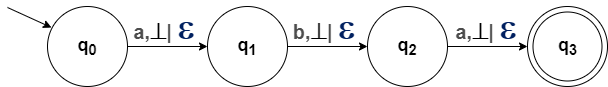 q0 a,⊥| ε q1 b,⊥| ε q2 a,⊥| ε q3